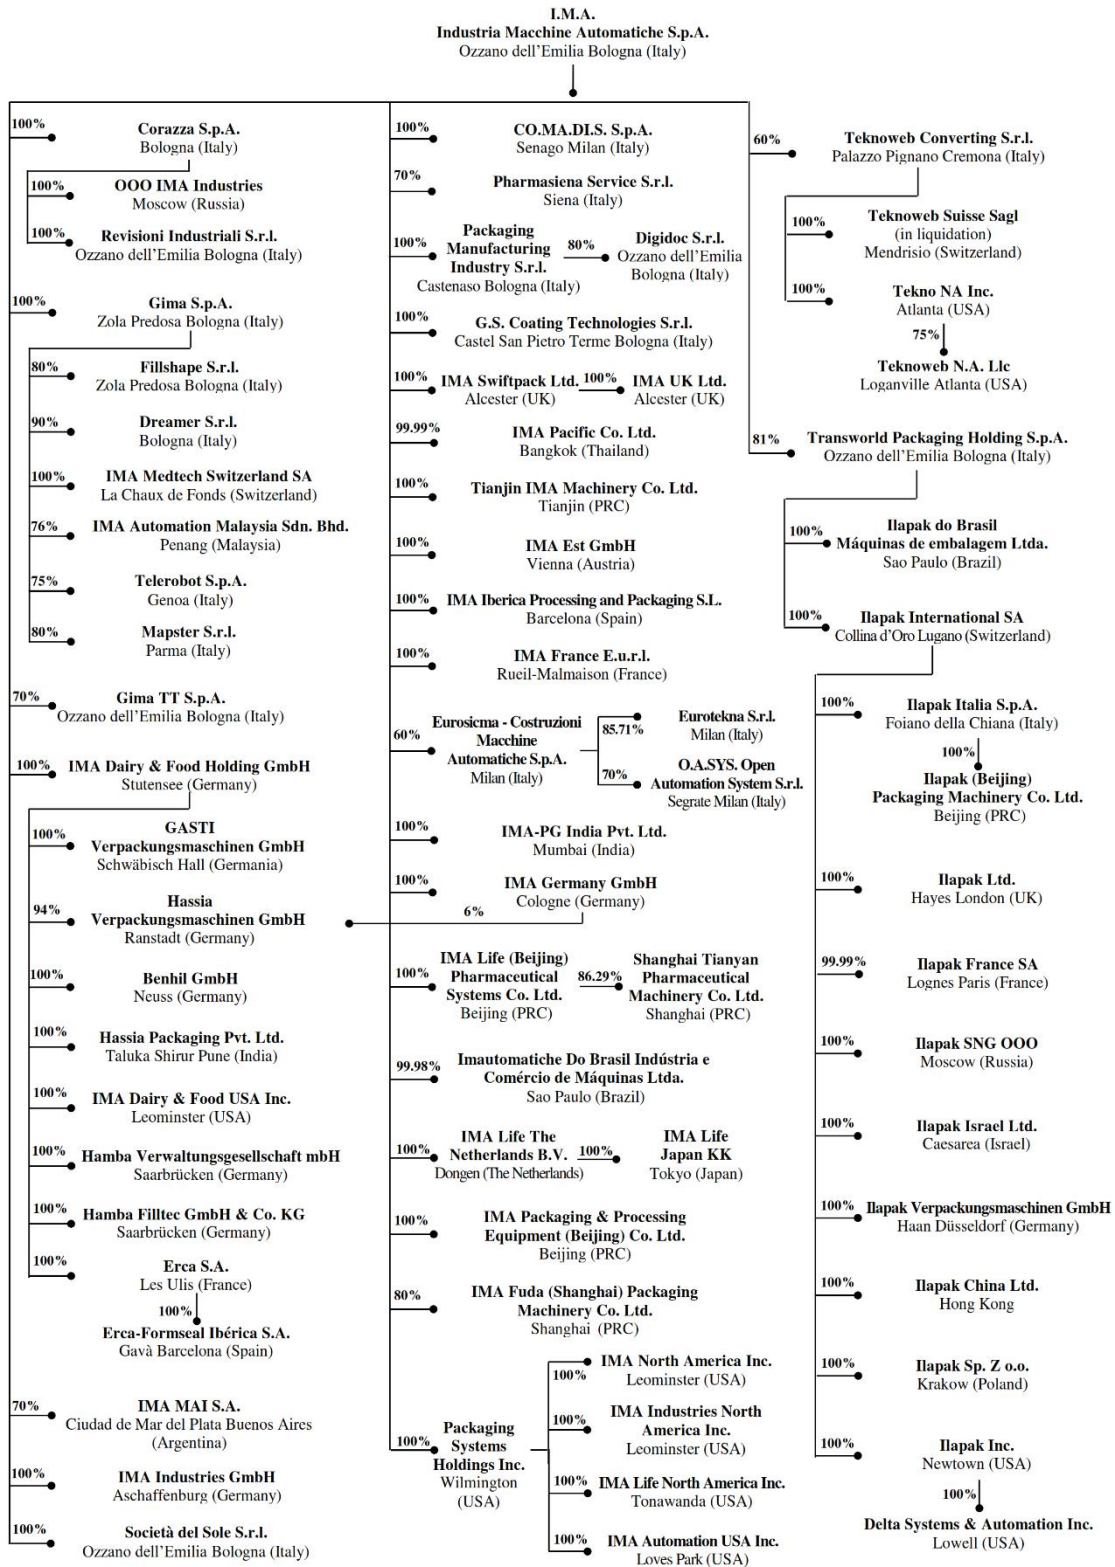 I.M.A.
Industria Macchine Automatiche S.p.A.
Ozzano dell'Emilia Bologna (Italy)
100%
Corazza S.p.A.
Bologna (Italy)
100%
OOO IMA Industries
Moscow (Russia)
100%
Revisioni Industriali S.r.l.
Ozzano dell'Emilia Bologna (Italy)
100%
Gima S.p.A.
Zola Predosa Bologna (Italy)
80%
Fillshape S.r.l.
Zola Predosa Bologna (Italy)
90%
Dreamer S.r.l.
Bologna (Italy)
100%
IMA Medtech Switzerland SA
La Chaux de Fonds (Switzerland)
76%
IMA Automation Malaysia Sdn. Bhd.
Penang (Malaysia)
75%
Telerobot S.p.A.
Genoa (Italy)
80%
Mapster S.r.l.
Parma (Italy)
70%
Gima TT S.p.A.
Ozzano dell'Emilia Bologna (Italy)
100%
IMA Dairy & Food Holding GmbH
Stutensee (Germany)
100%
GASTI
Verpackungsmaschinen GmbH
Schwäbisch Hall (Germania)
94%
Hassia
Verpackungsmaschinen GmbH
Ranstadt (Germany)
100%
Benhil GmbH
Neuss (Germany)
100%
Hassia Packaging Pvt. Ltd.
Taluka Shirur Pune (India)
100%
IMA Dairy & Food USA Inc.
Leominster (USA)
100%
Hamba Verwaltungsgesellschaft mbH
Saarbrücken (Germany)
100%
Hamba Filltec GmbH & Co. KG
Saarbrücken (Germany)
100%
Erca S.A.
Les Ulis (France)
100%
Erca-Formseal Ibérica S.A.
Gavà Barcelona (Spain)
70%
IMA MAI S.A.
Ciudad de Mar del Plata Buenos Aires
(Argentina)
100%
IMA Industries GmbH
Aschaffenburg (Germany)
100%
Società del Sole S.r.l.
Ozzano dell'Emilia Bologna (Italy)
100%
CO.MA.DI.S. S.p.A.
Senago Milan (Italy)
70%
Pharmasiena Service S.r.l.
Siena (Italy)
100%
Packaging
Manufacturing
Industry S.r.l.
Castenaso Bologna (Italy)
80%
Digidoc S.r.l.
Ozzano dell'Emilia
Bologna (Italy)
100%
G.S. Coating Technologies S.r.l.
Castel San Pietro Terme Bologna (Italy)
100%
IMA Swiftpack Ltd.
Alcester (UK)
100%
IMA UK Ltd.
Alcester (UK)
99.99%
IMA Pacific Co. Ltd.
Bangkok (Thailand)
100%
Tianjin IMA Machinery Co. Ltd.
Tianjin (PRC)
100%
IMA Est GmbH
Vienna (Austria)
100%
IMA Iberica Processing and Packaging S.L.
Barcelona (Spain)
100%
IMA France E.u.r.l.
Rueil-Malmaison (France)
60%
Eurosicma - Costruzioni
Macchine
Automatiche S.p.A.
Milan (Italy)
85.71%
Eurotekna S.r.l.
Milan (Italy)
70%
O.A.SYS. Open
Automation System S.r.l.
Segrate Milan (Italy)
100%
IMA-PG India Pvt. Ltd.
Mumbai (India)
100%
IMA Germany GmbH
Cologne (Germany)
6%
100%
IMA Life (Beijing)
Pharmaceutical
Systems Co. Ltd.
Beijing (PRC)
86.29%
Shanghai Tianyan
Pharmaceutical
Machinery Co. Ltd.
Shanghai (PRC)
99.98%
Imautomatiche Do Brasil Indústria e
Comércio de Máquinas Ltda.
Sao Paulo (Brazil)
100%
IMA Life The
Netherlands B.V.
Dongen (The Netherlands)
100%
IMA Life
Japan KK
Tokyo (Japan)
100%
IMA Packaging & Processing
Equipment (Beijing) Co. Ltd.
Beijing (PRC)
80%
IMA Fuda (Shanghai) Packaging
Machinery Co. Ltd.
Shanghai (PRC)
100%
Packaging
Systems
Holdings Inc.
Wilmington
(USA)
100%
IMA North America Inc.
Leominster (USA)
100%
IMA Industries North
America Inc.
Leominster (USA)
100%
IMA Life North America Inc.
Tonawanda (USA)
100%
IMA Automation USA Inc.
Loves Park (USA)
60%
Teknoweb Converting S.r.l.
Palazzo Pignano Cremona (Italy)
100%
Teknoweb Suisse Sagl
(in liquidation)
Mendrisio (Switzerland)
100%
Tekno NA Inc.
Atlanta (USA)
75%
Teknoweb N.A. Llc
Loganville Atlanta (USA)
81%
Transworld Packaging Holding S.p.A.
Ozzano dell'Emilia Bologna (Italy)
100%
Ilapak do Brasil
Máquinas de embalagem Ltda.
Sao Paulo (Brazil)
100%
Ilapak International SA
Collina d'Oro Lugano (Switzerland)
100%
Ilapak Italia S.p.A.
Foiano della Chiana (Italy)
100%
Ilapak (Beijing)
Packaging Machinery Co. Ltd.
Beijing (PRC)
100%
Ilapak Ltd.
Hayes London (UK)
99.99%
Ilapak France SA
Lognes Paris (France)
100%
Ilapak SNG OOO
Moscow (Russia)
100%
Ilapak Israel Ltd.
Caesarea (Israel)
100%
Ilapak Verpackungsmaschinen GmbH
Haan Düsseldorf (Germany)
100%
Ilapak China Ltd.
Hong Kong
100%
Ilapak Sp. Z o.o.
Krakow (Poland)
100%
Ilapak Inc.
Newtown (USA)
100%
Delta Systems & Automation Inc.
Lowell (USA)